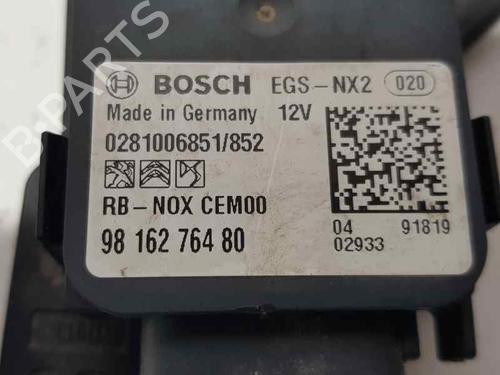 BOSCH EGS-NX2 020
Made in Germany 12V
0281006851/852
RB-NOX CEM00
98 162 764 80
04 91819
02933
B-Parts